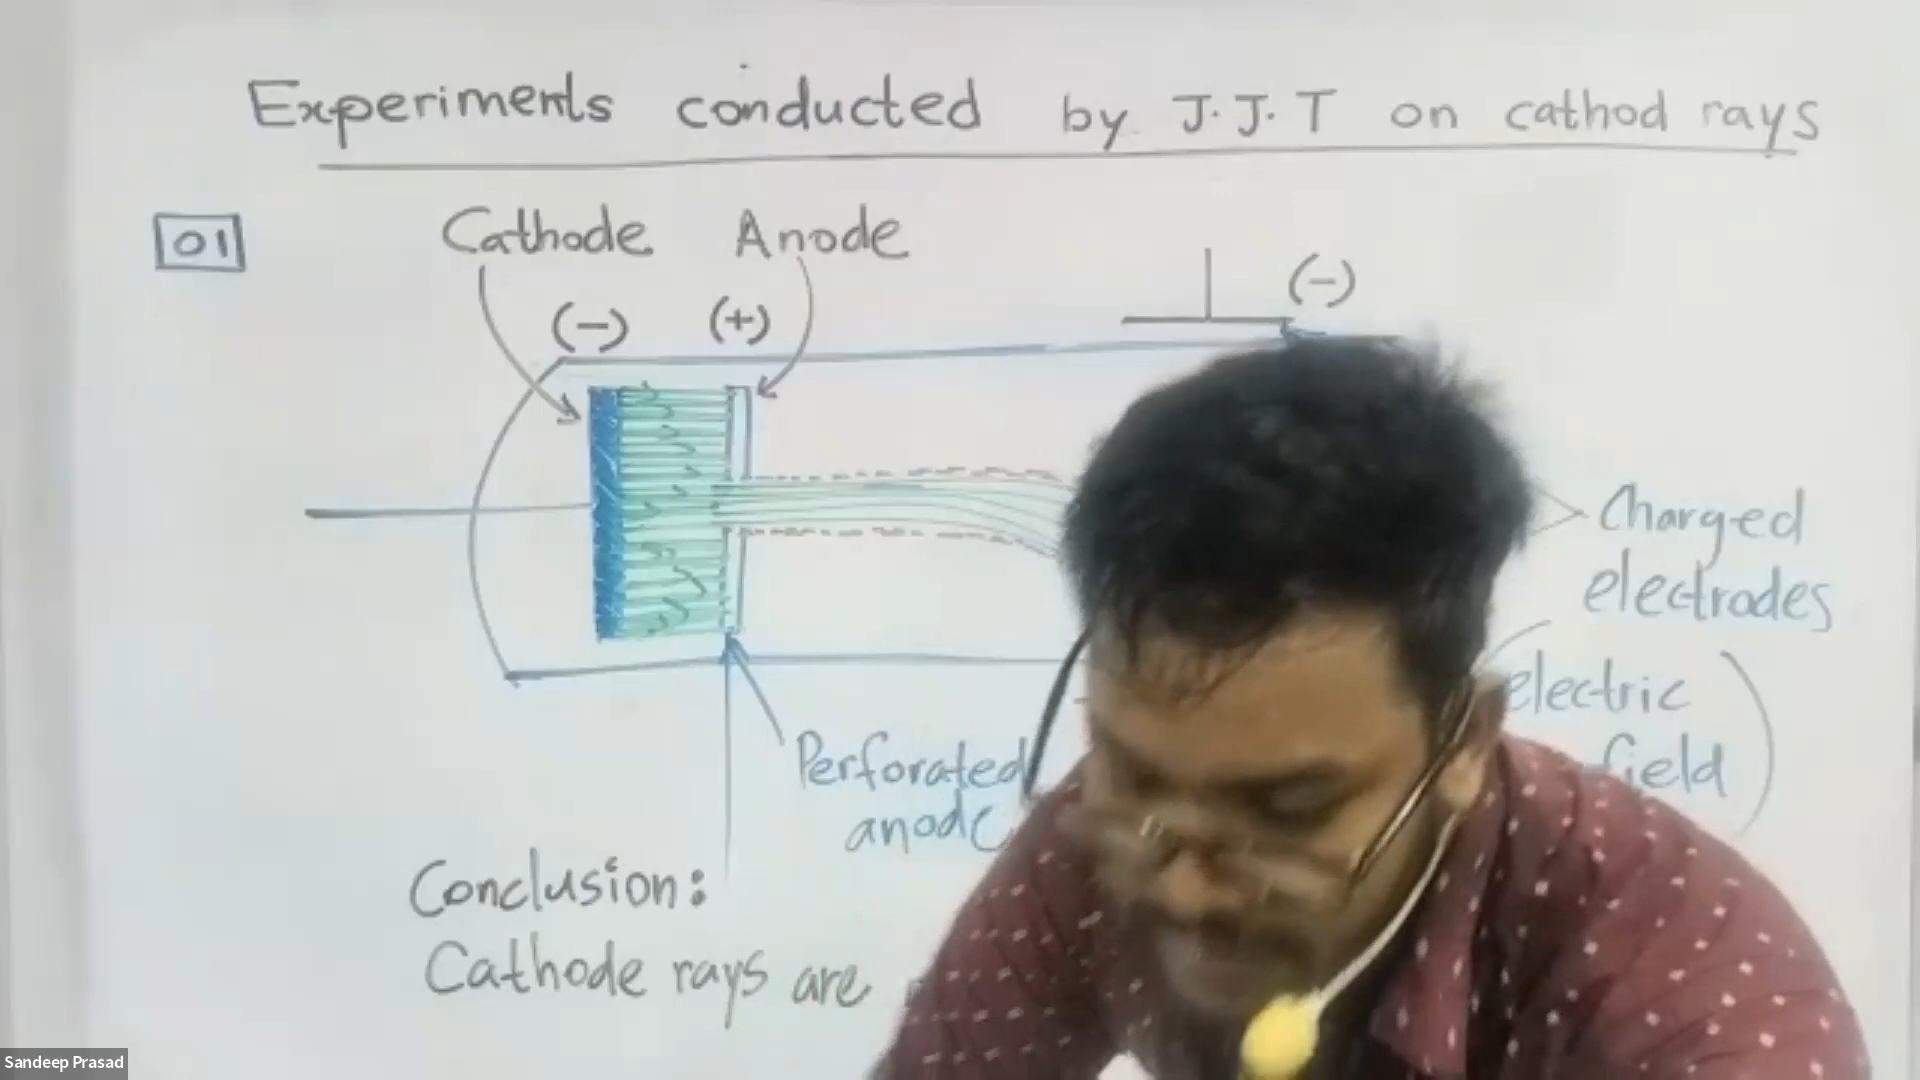 Experiments conducted by J.J.T on cathod rays
01
Cathode Anode
(-) (+) (-)
Charged
electrodes
electric
field
Perforated
anode
Conclusion:
Cathode rays are
Sandeep Prasad